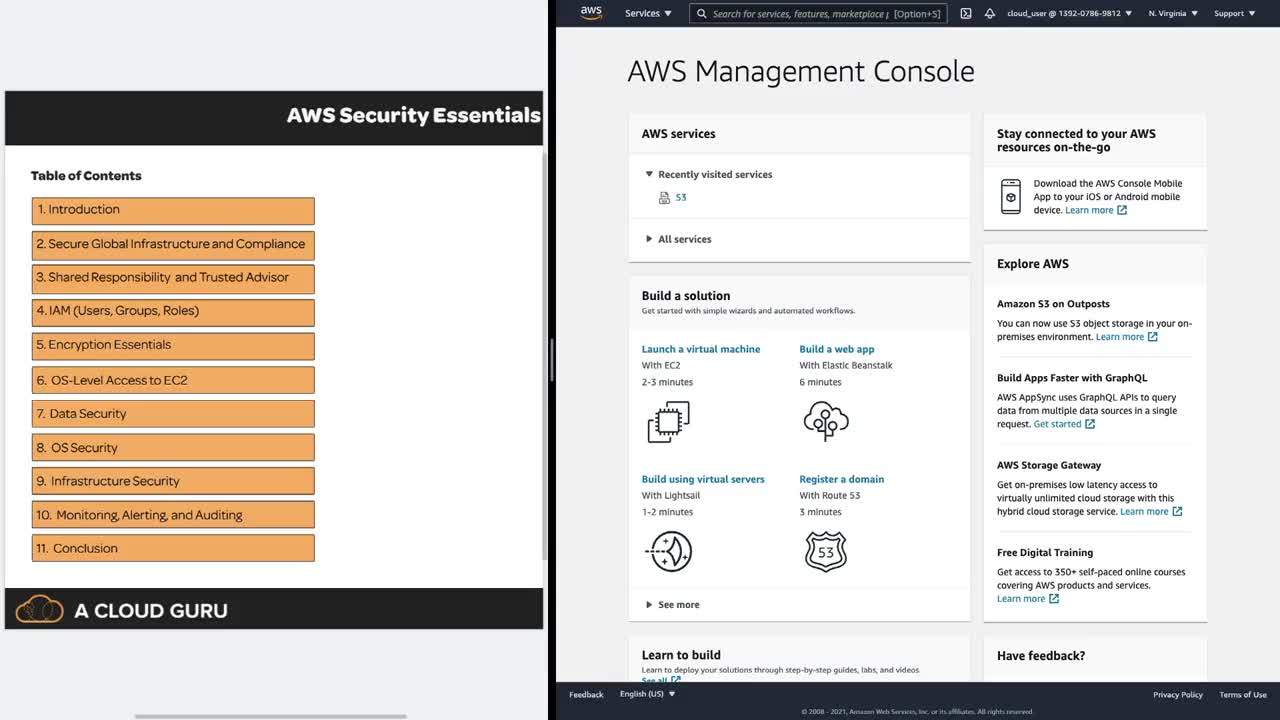 AWS Security Essentials
Table of Contents
1. Introduction
2. Secure Global Infrastructure and Compliance
3. Shared Responsibility and Trusted Advisor
4. IAM (Users, Groups, Roles)
5. Encryption Essentials
6. OS-Level Access to EC2
7. Data Security
8. OS Security
9. Infrastructure Security
10. Monitoring, Alerting, and Auditing
11. Conclusion
A CLOUD GURU
aws
Services
Search for services, features, marketplace p
[Option+S]
cloud_user @ 1392-0786-9812
N. Virginia
Support
AWS Management Console
AWS services
Recently visited services
S3
All services
Build a solution
Get started with simple wizards and automated workflows.
Launch a virtual machine
With EC2
2-3 minutes
Build a web app
With Elastic Beanstalk
6 minutes
Build using virtual servers
With Lightsail
1-2 minutes
Register a domain
With Route 53
3 minutes
53
See more
Learn to build
Learn to deploy your solutions through step-by-step guides, labs, and videos.
See all
Stay connected to your AWS
resources on-the-go
Download the AWS Console Mobile
App to your iOS or Android mobile
device. Learn more
Explore AWS
Amazon S3 on Outposts
You can now use S3 object storage in your on-
premises environment. Learn more
Build Apps Faster with GraphQL
AWS AppSync uses GraphQL APIs to query
data from multiple data sources in a single
request. Get started
AWS Storage Gateway
Get on-premises low latency access to
virtually unlimited cloud storage with this
hybrid cloud storage service. Learn more
Free Digital Training
Get access to 350+ self-paced online courses
covering AWS products and services.
Learn more
Have feedback?
Feedback
English (US)
Privacy Policy
Terms of Use
© 2008 - 2021, Amazon Web Services, Inc. or its affiliates. All rights reserved.